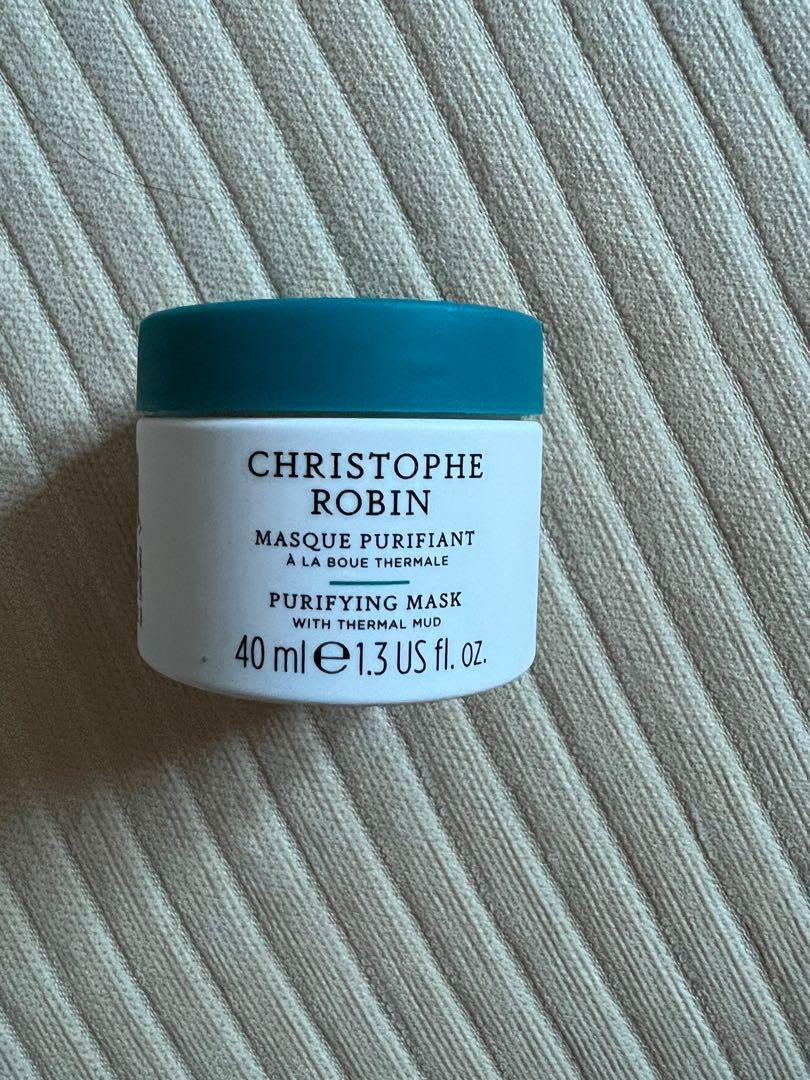 CHRISTOPHE
ROBIN
MASQUE PURIFIANT
À LA BOUE THERMALE
PURIFYING MASK
WITH THERMAL MUD
40 ml ℮ 1.3 US fl. oz.